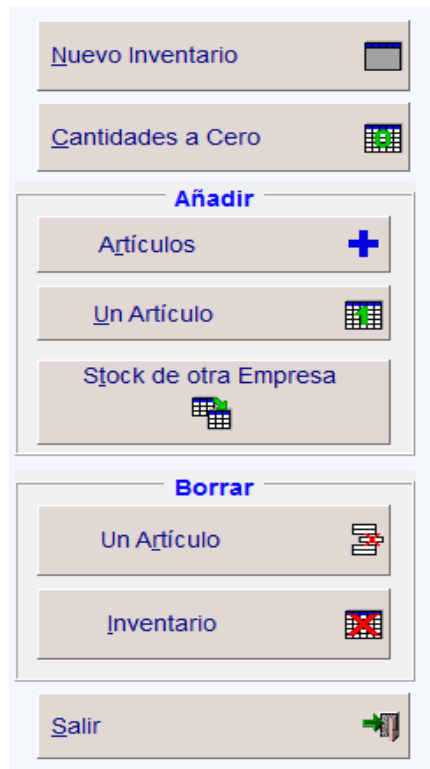 Nuevo Inventario
Cantidades a Cero
Añadir
Artículos
Un Artículo
Stock de otra Empresa
Borrar
Un Artículo
Inventario
Salir